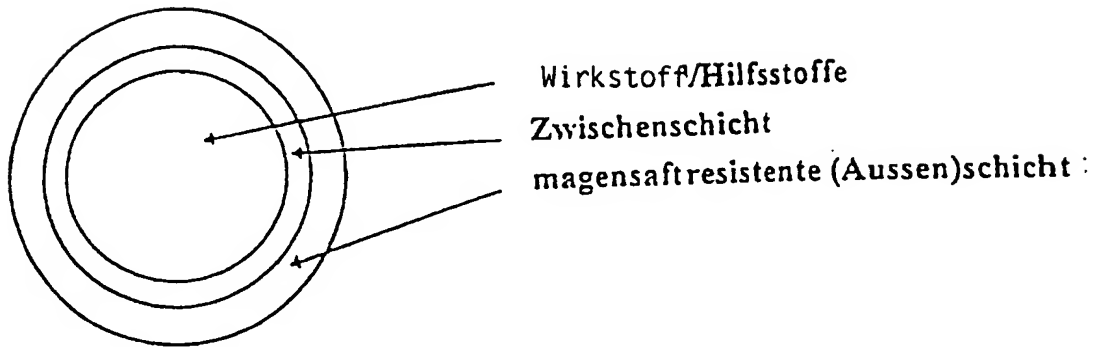 Wirkstoff/Hilfsstoffe
Zwischenschicht
magensaftresistente (Aussen)schicht :